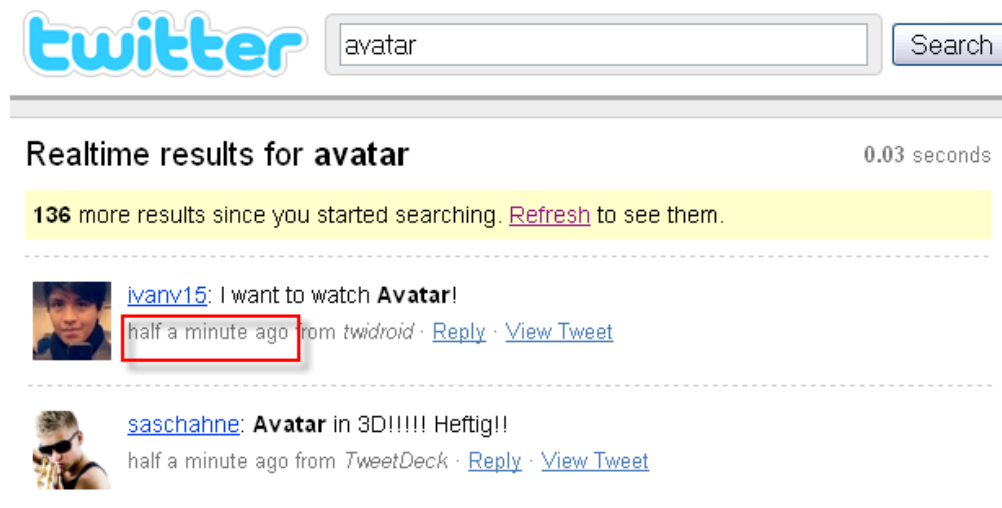 twitter
avatar
Search
Realtime results for avatar
0.03 seconds
136 more results since you started searching. Refresh to see them.
ivanv15: I want to watch Avatar!
half a minute ago from twidroid · Reply · View Tweet
saschahne: Avatar in 3D!!!!! Heftig!!
half a minute ago from TweetDeck · Reply · View Tweet